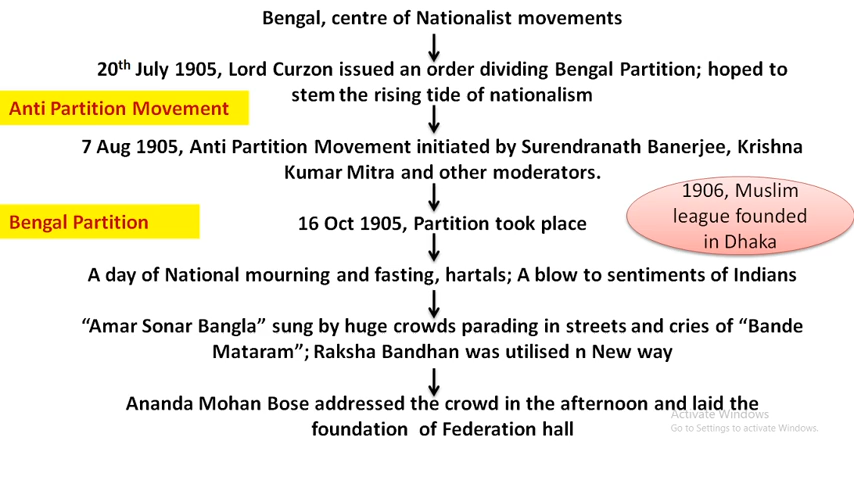 Bengal, centre of Nationalist movements
20th July 1905, Lord Curzon issued an order dividing Bengal Partition; hoped to
stem the rising tide of nationalism
Anti Partition Movement
7 Aug 1905, Anti Partition Movement initiated by Surendranath Banerjee, Krishna
Kumar Mitra and other moderators.
1906, Muslim
league founded
in Dhaka
Bengal Partition
16 Oct 1905, Partition took place
A day of National mourning and fasting, hartals; A blow to sentiments of Indians
“Amar Sonar Bangla” sung by huge crowds parading in streets and cries of “Bande
Mataram”; Raksha Bandhan was utilised n New way
Ananda Mohan Bose addressed the crowd in the afternoon and laid the
foundation of Federation hall
Activate Windows
Go to Settings to activate Windows.